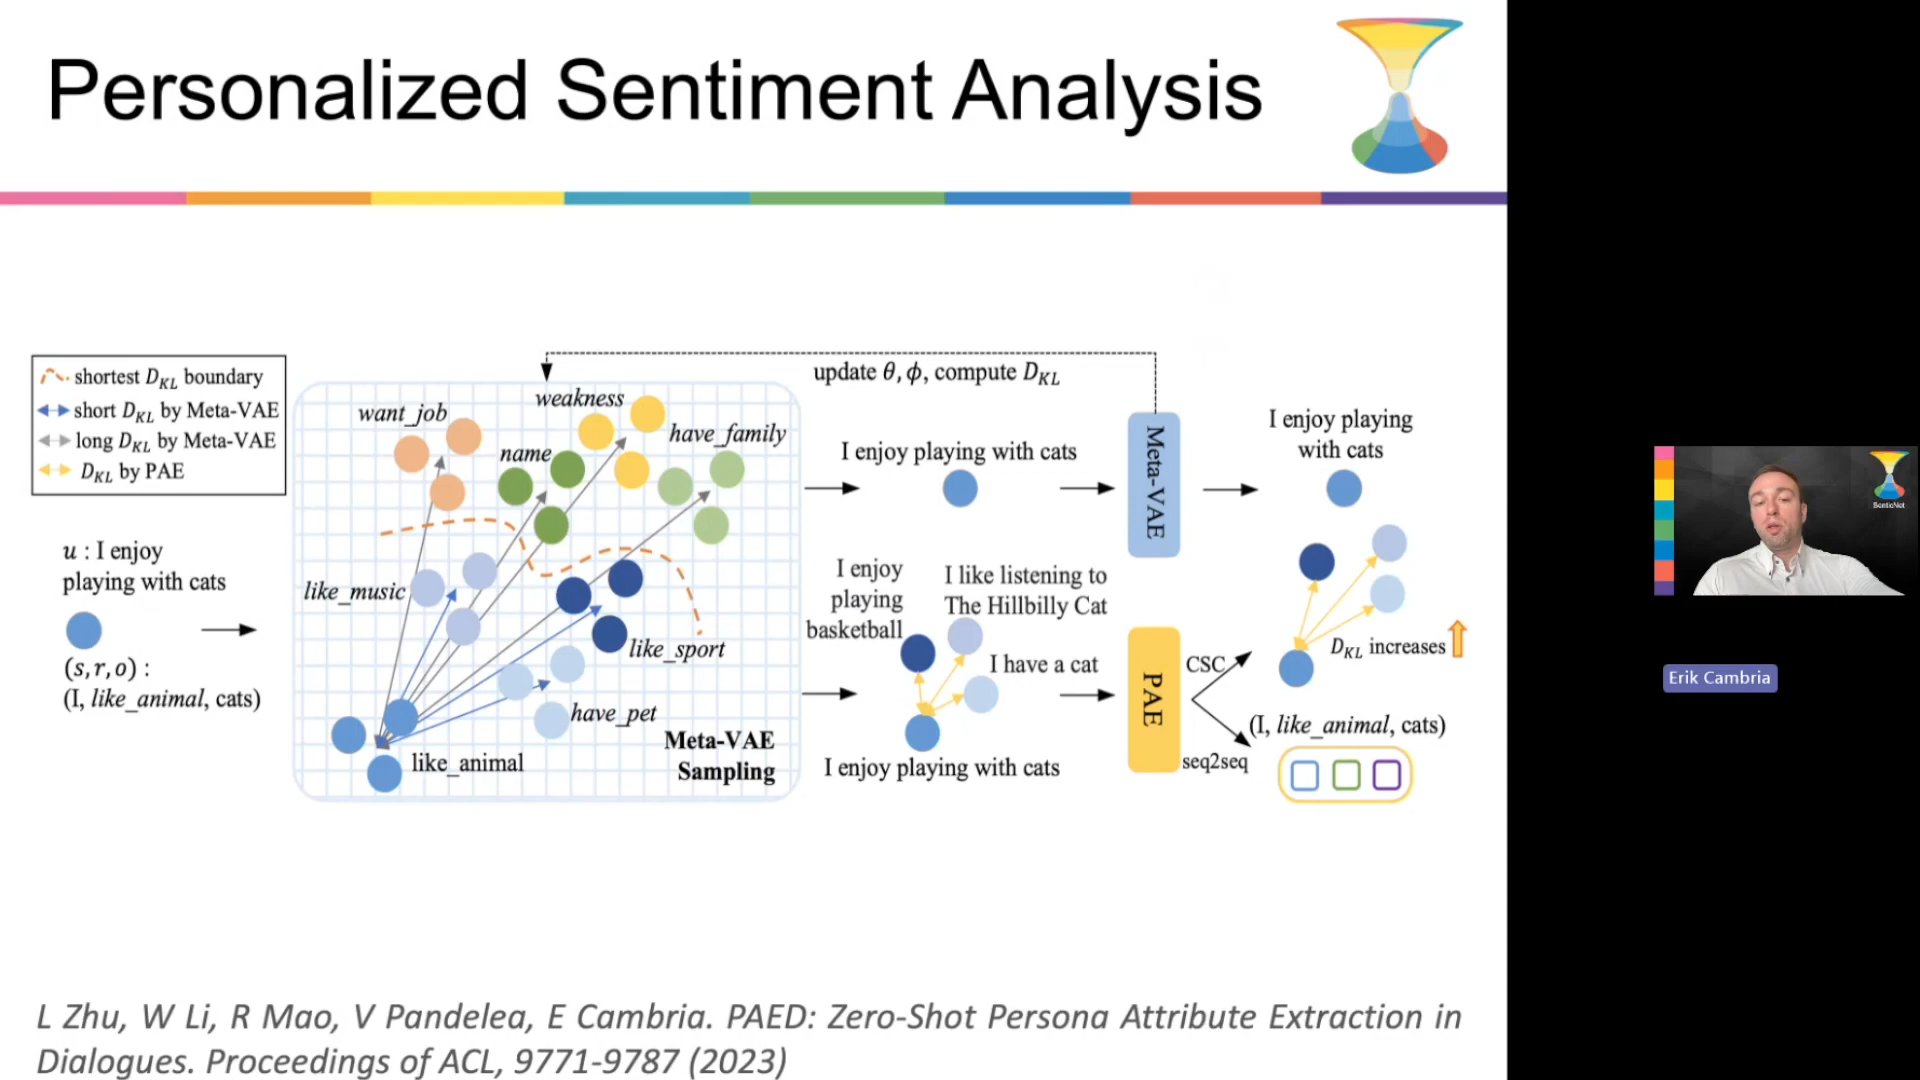 Personalized Sentiment Analysis
shortest D_KL boundary
short D_KL by Meta-VAE
long D_KL by Meta-VAE
D_KL by PAE
u : I enjoy
playing with cats
(s, r, o) :
(I, like_animal, cats)
want_job
weakness
have_family
name
like_music
like_sport
have_pet
like_animal
Meta-VAE
Sampling
update θ, ϕ, compute D_KL
I enjoy playing with cats
Meta-VAE
I enjoy playing
with cats
I enjoy
playing
basketball
I like listening to
The Hillbilly Cat
I have a cat
I enjoy playing with cats
PAE
CSC
seq2seq
D_KL increases
(I, like_animal, cats)
L Zhu, W Li, R Mao, V Pandelea, E Cambria. PAED: Zero-Shot Persona Attribute Extraction in
Dialogues. Proceedings of ACL, 9771-9787 (2023)
SenticNet
Erik Cambria